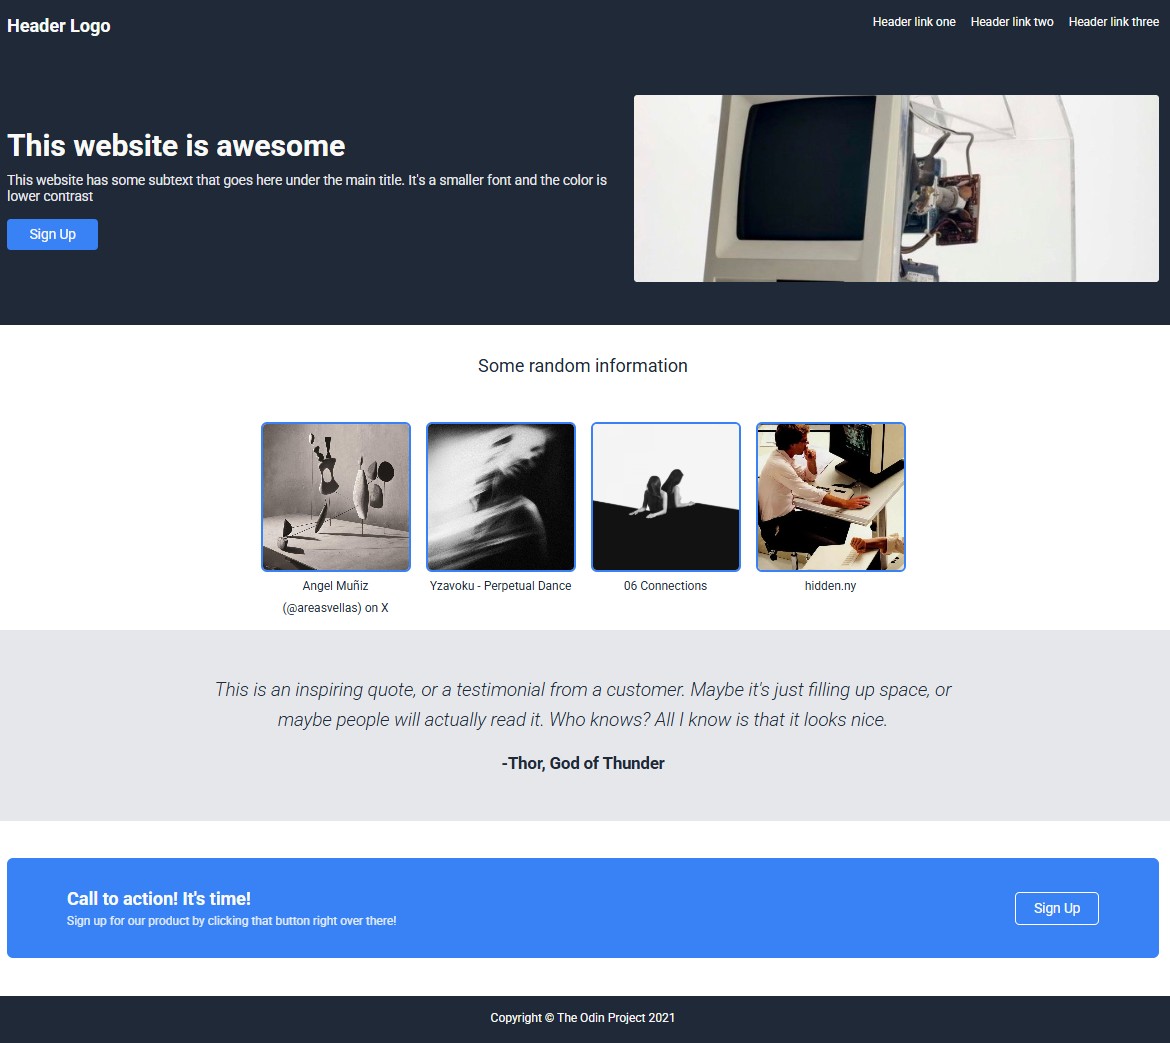 Header Logo
Header link one Header link two Header link three
This website is awesome
This website has some subtext that goes here under the main title. It's a smaller font and the color is
lower contrast
Sign Up
Some random information
Angel Muñiz
(@areasvellas) on X
Yzavoku - Perpetual Dance
06 Connections
hidden.ny
This is an inspiring quote, or a testimonial from a customer. Maybe it's just filling up space, or
maybe people will actually read it. Who knows? All I know is that it looks nice.
-Thor, God of Thunder
Call to action! It's time!
Sign up for our product by clicking that button right over there!
Sign Up
Copyright © The Odin Project 2021